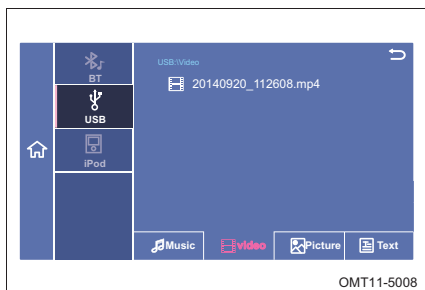 BT
USB
iPod
USB:\Video
20140920_112608.mp4
Music
video
Picture
Text
OMT11-5008